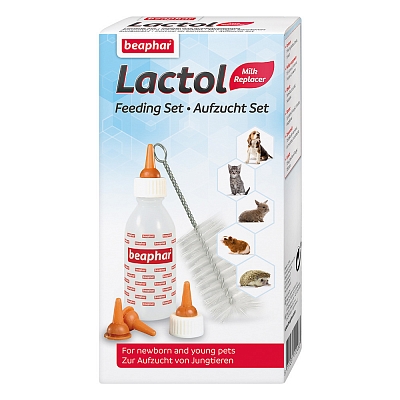 beaphar
Lactol
Milk
Replacer
Feeding Set • Aufzucht Set
beaphar
For newborn and young pets
Zur Aufzucht von Jungtieren